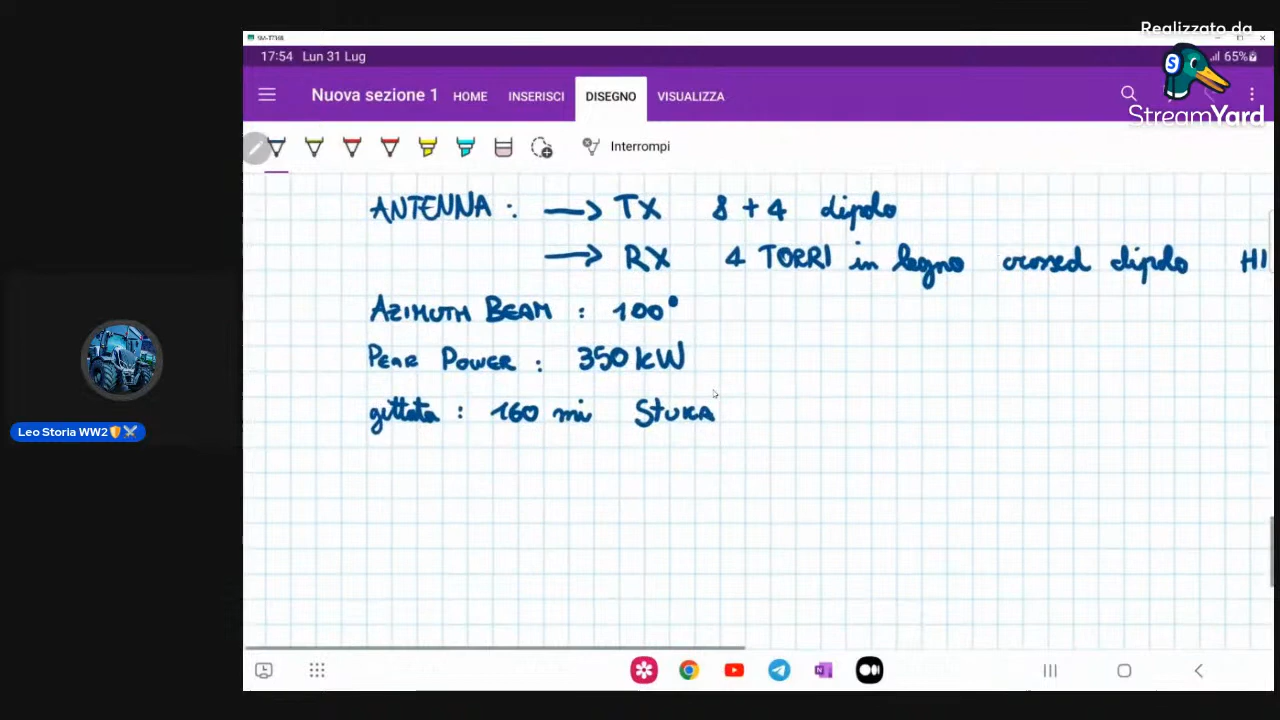 Realizzato da
StreamYard
17:54 Lun 31 Lug
65%
Nuova sezione 1 HOME INSERISCI DISEGNO VISUALIZZA
Interrompi
ANTENNA : → TX 8 + 4 dipolo
→ RX 4 TORRI in legno crossed dipolo HI
AZIMUTH BEAM : 100°
PEAK POWER : 350 kW
gittata : 160 mi STUKA
Leo Storia WW2🛡️⚔️